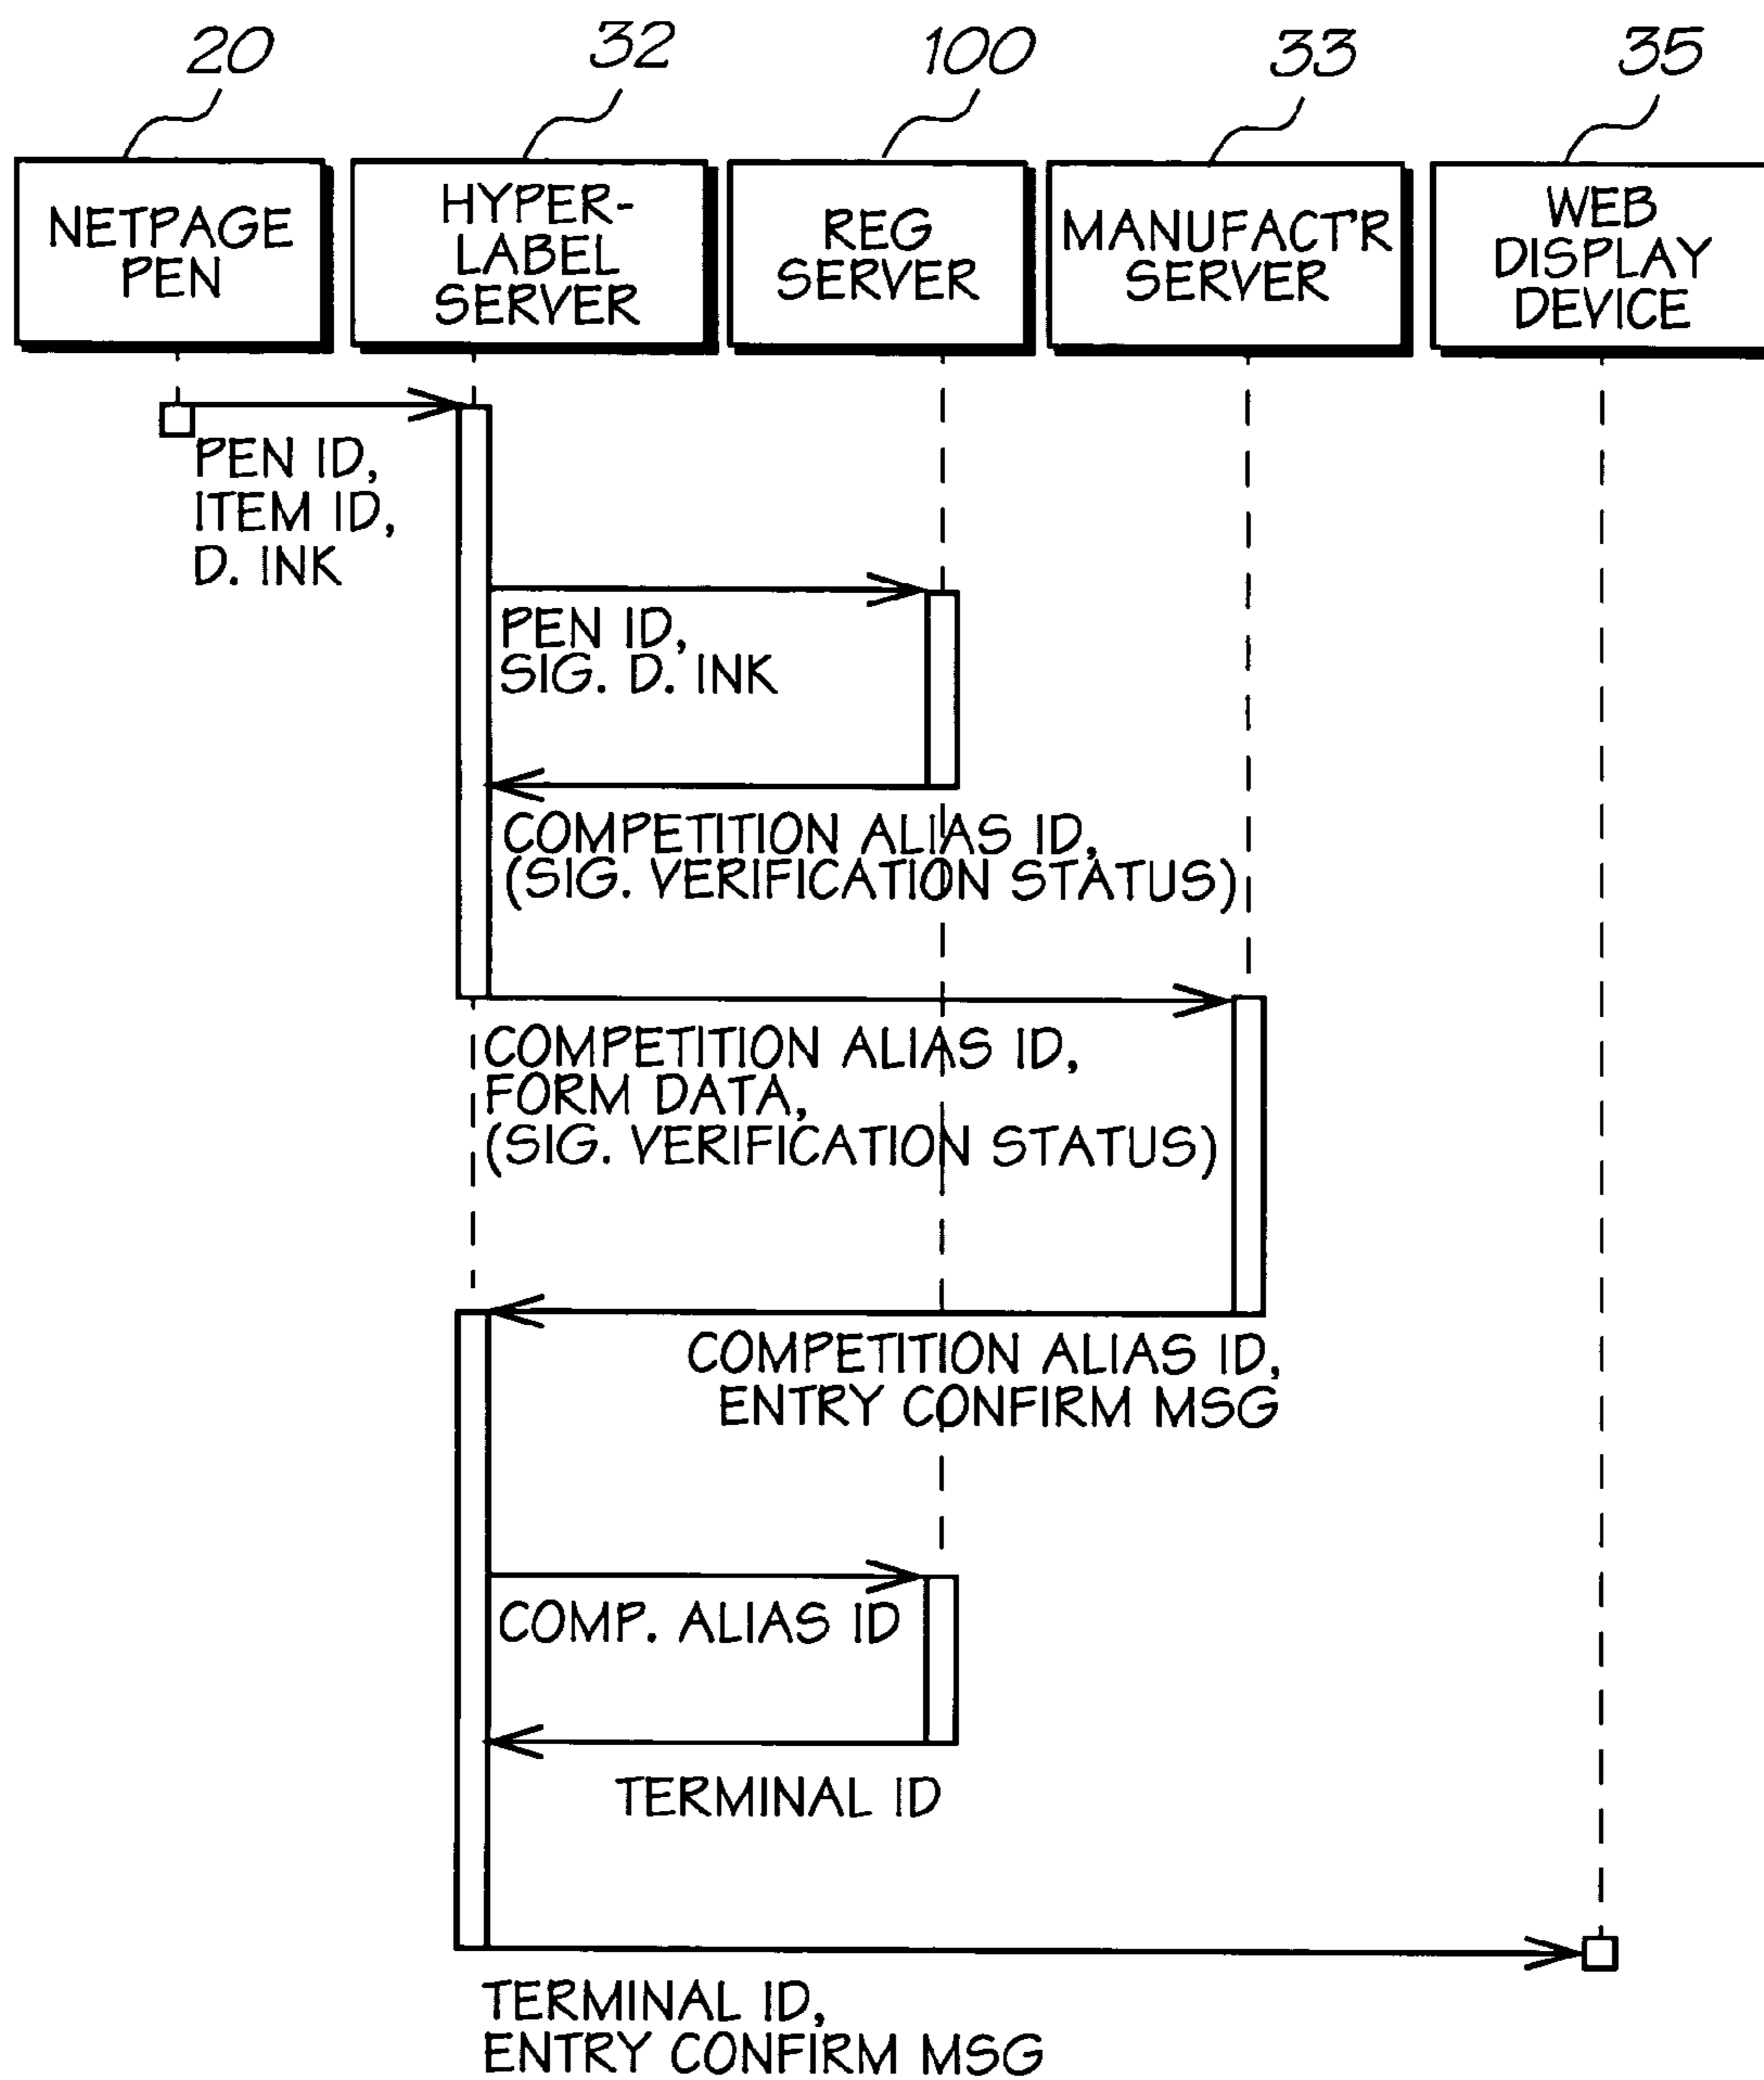 20
32
100
33
35
NETPAGE
PEN
HYPER-
LABEL
SERVER
REG
SERVER
MANUFACT'R
SERVER
WEB
DISPLAY
DEVICE
PEN ID,
ITEM ID,
D. INK
PEN ID,
SIG. D. INK
COMPETITION ALIAS ID,
(SIG. VERIFICATION STATUS)
COMPETITION ALIAS ID,
FORM DATA,
(SIG. VERIFICATION STATUS)
COMPETITION ALIAS ID,
ENTRY CONFIRM MSG
COMP. ALIAS ID
TERMINAL ID
TERMINAL ID,
ENTRY CONFIRM MSG